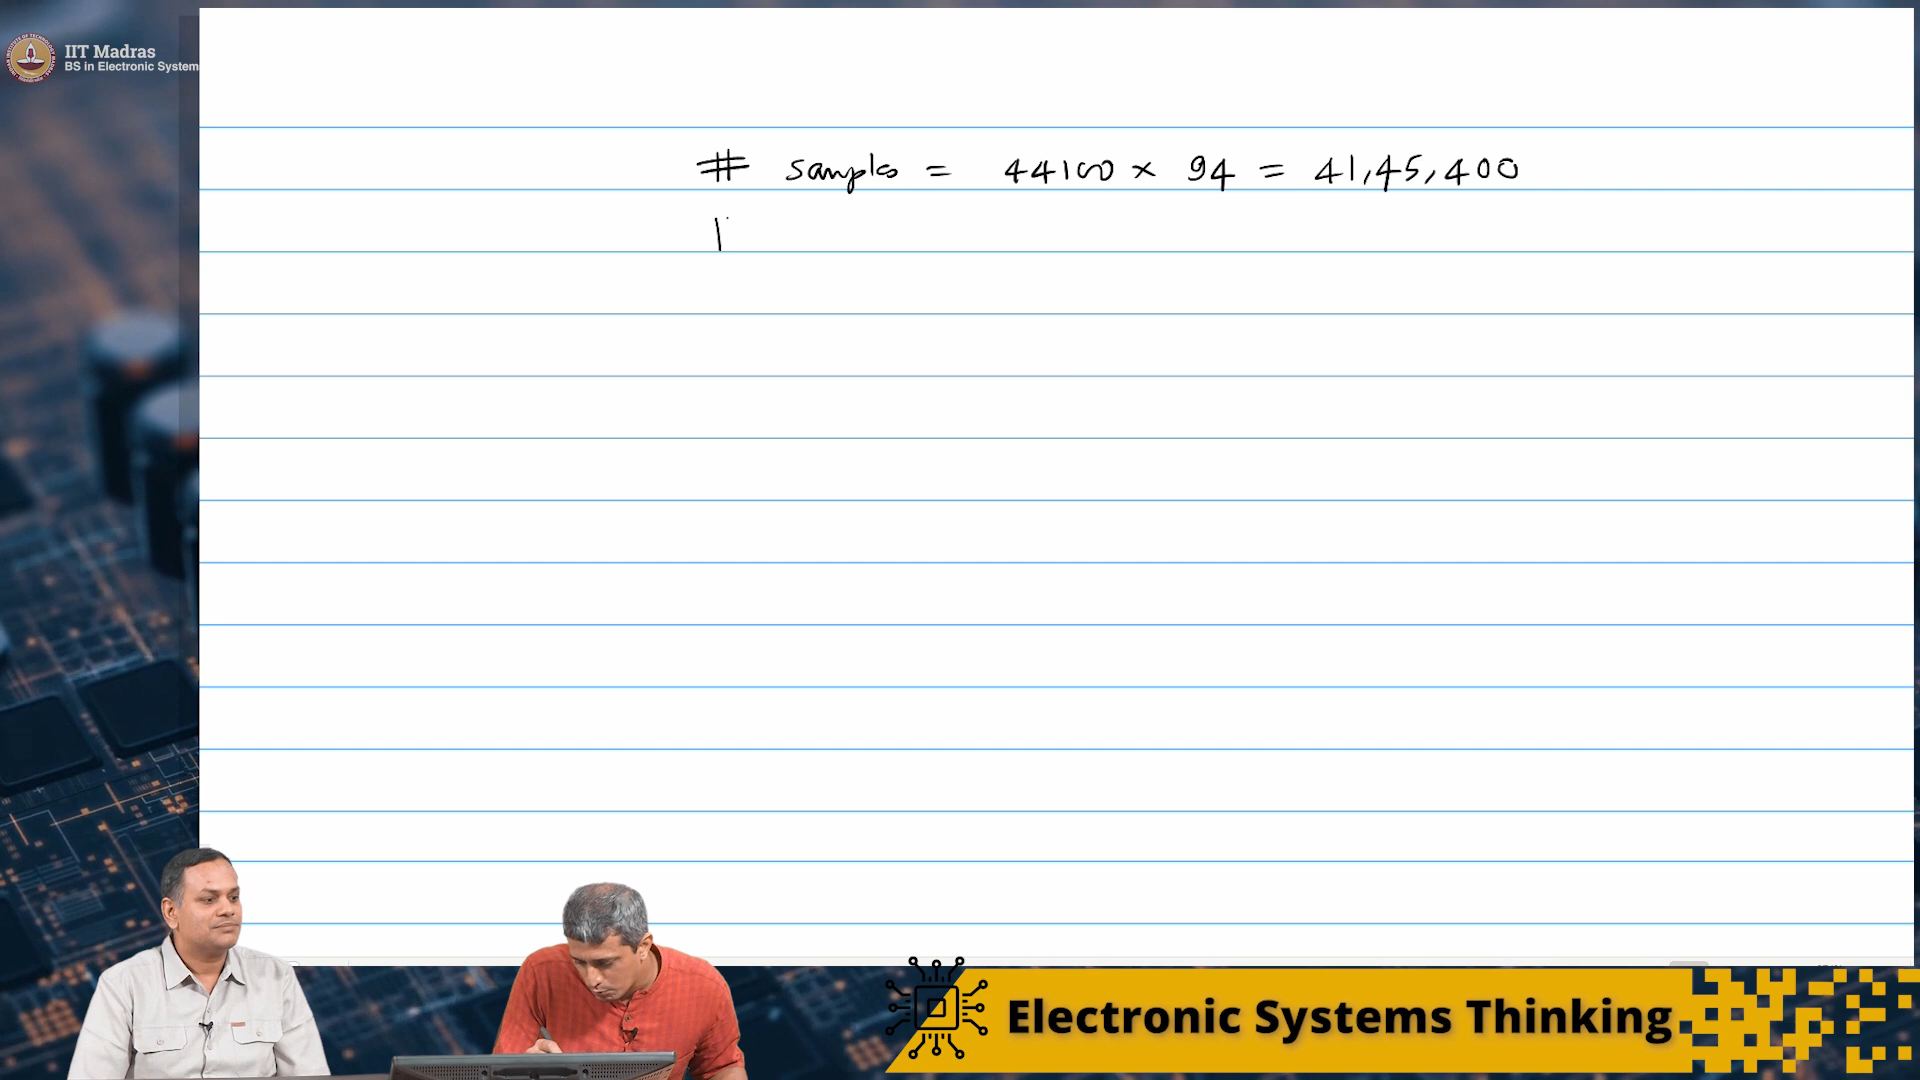 IIT Madras
BS in Electronic System
# samples = 44100 × 94 = 41,45,400
Electronic Systems Thinking